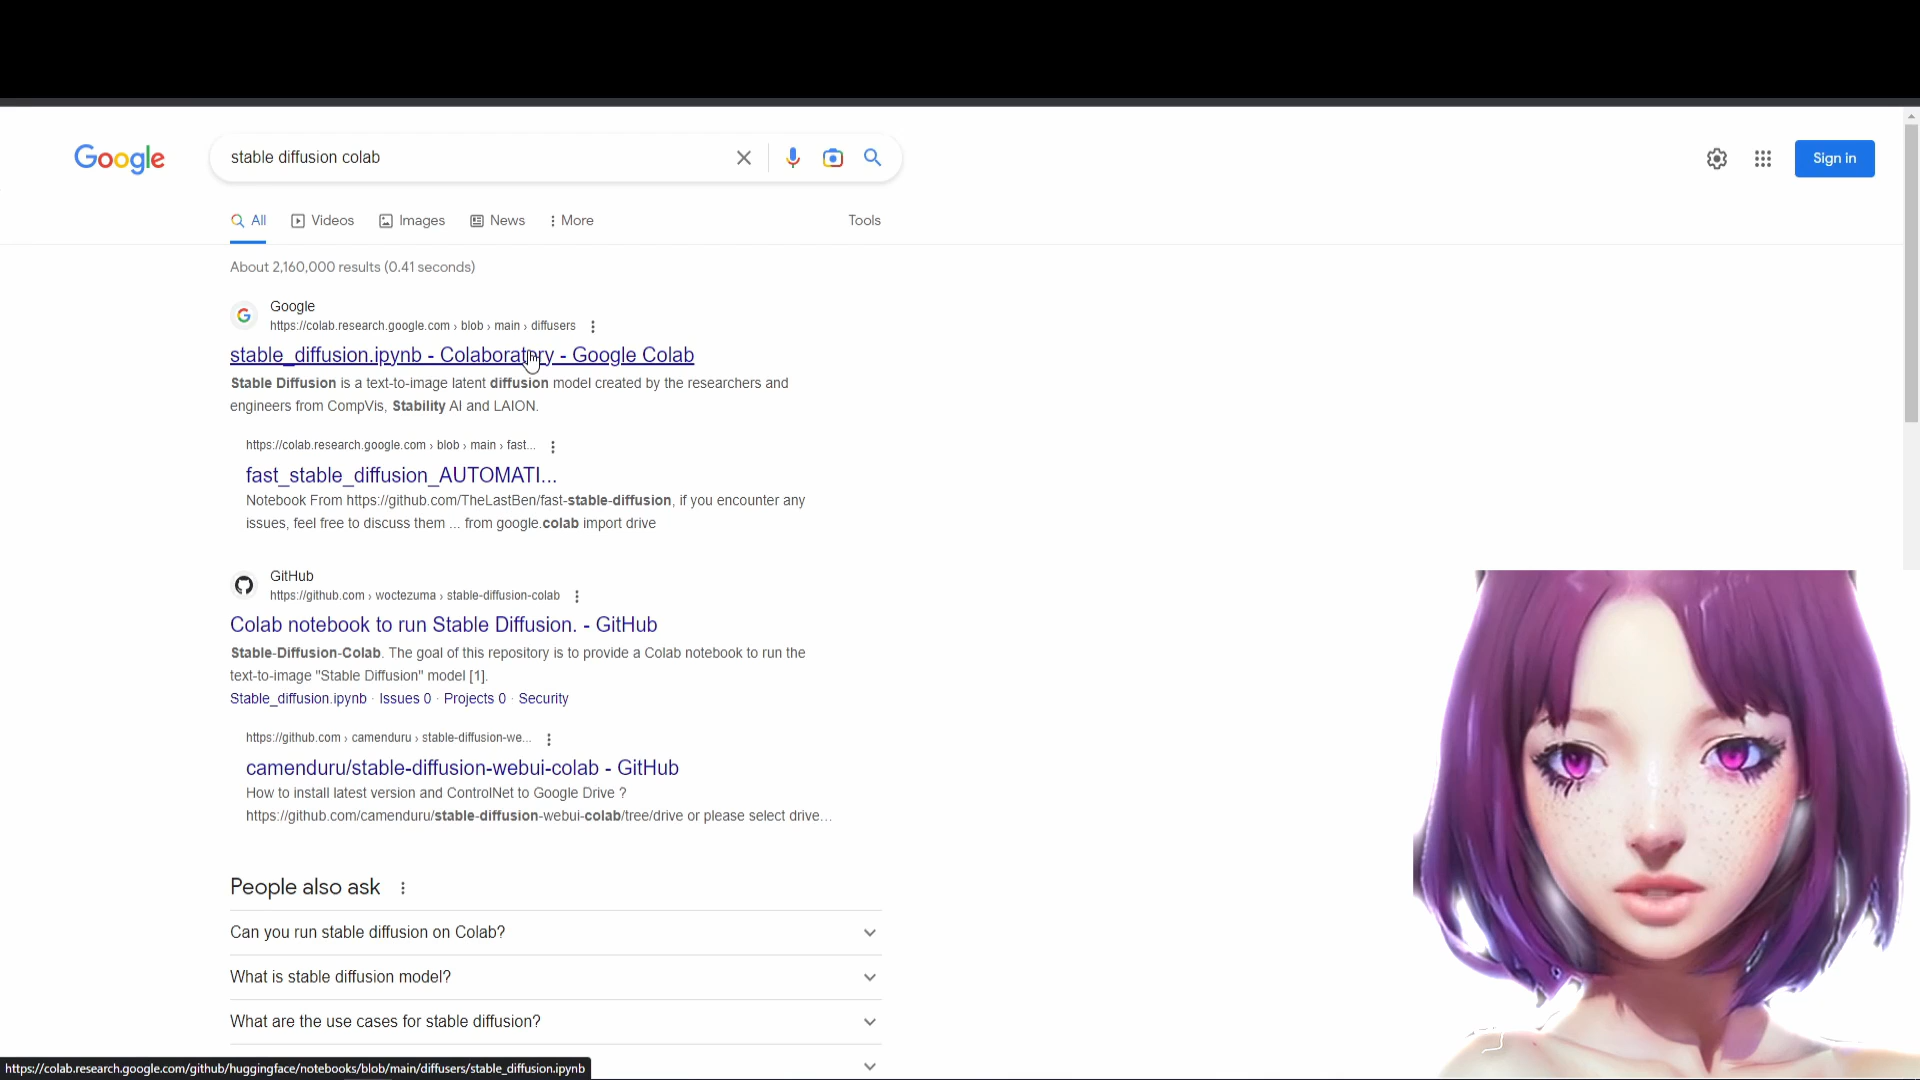 Google
stable diffusion colab
Sign in
All
Videos
Images
News
More
Tools
About 2,160,000 results (0.41 seconds)
Google
https://colab.research.google.com › blob › main › diffusers
stable_diffusion.ipynb - Colaboratory - Google Colab
Stable Diffusion is a text-to-image latent diffusion model created by the researchers and
engineers from CompVis, Stability AI and LAION.
https://colab.research.google.com › blob › main › fast...
fast_stable_diffusion_AUTOMATI...
Notebook From https://github.com/TheLastBen/fast-stable-diffusion, if you encounter any
issues, feel free to discuss them ... from google.colab import drive
GitHub
https://github.com › woctezuma › stable-diffusion-colab
Colab notebook to run Stable Diffusion. - GitHub
Stable-Diffusion-Colab. The goal of this repository is to provide a Colab notebook to run the
text-to-image "Stable Diffusion" model [1].
Stable_diffusion.ipynb · Issues 0 · Projects 0 · Security
https://github.com › camenduru › stable-diffusion-we...
camenduru/stable-diffusion-webui-colab - GitHub
How to install latest version and ControlNet to Google Drive ?
https://github.com/camenduru/stable-diffusion-webui-colab/tree/drive or please select drive...
People also ask
Can you run stable diffusion on Colab?
What is stable diffusion model?
What are the use cases for stable diffusion?
https://colab.research.google.com/github/huggingface/notebooks/blob/main/diffusers/stable_diffusion.ipynb